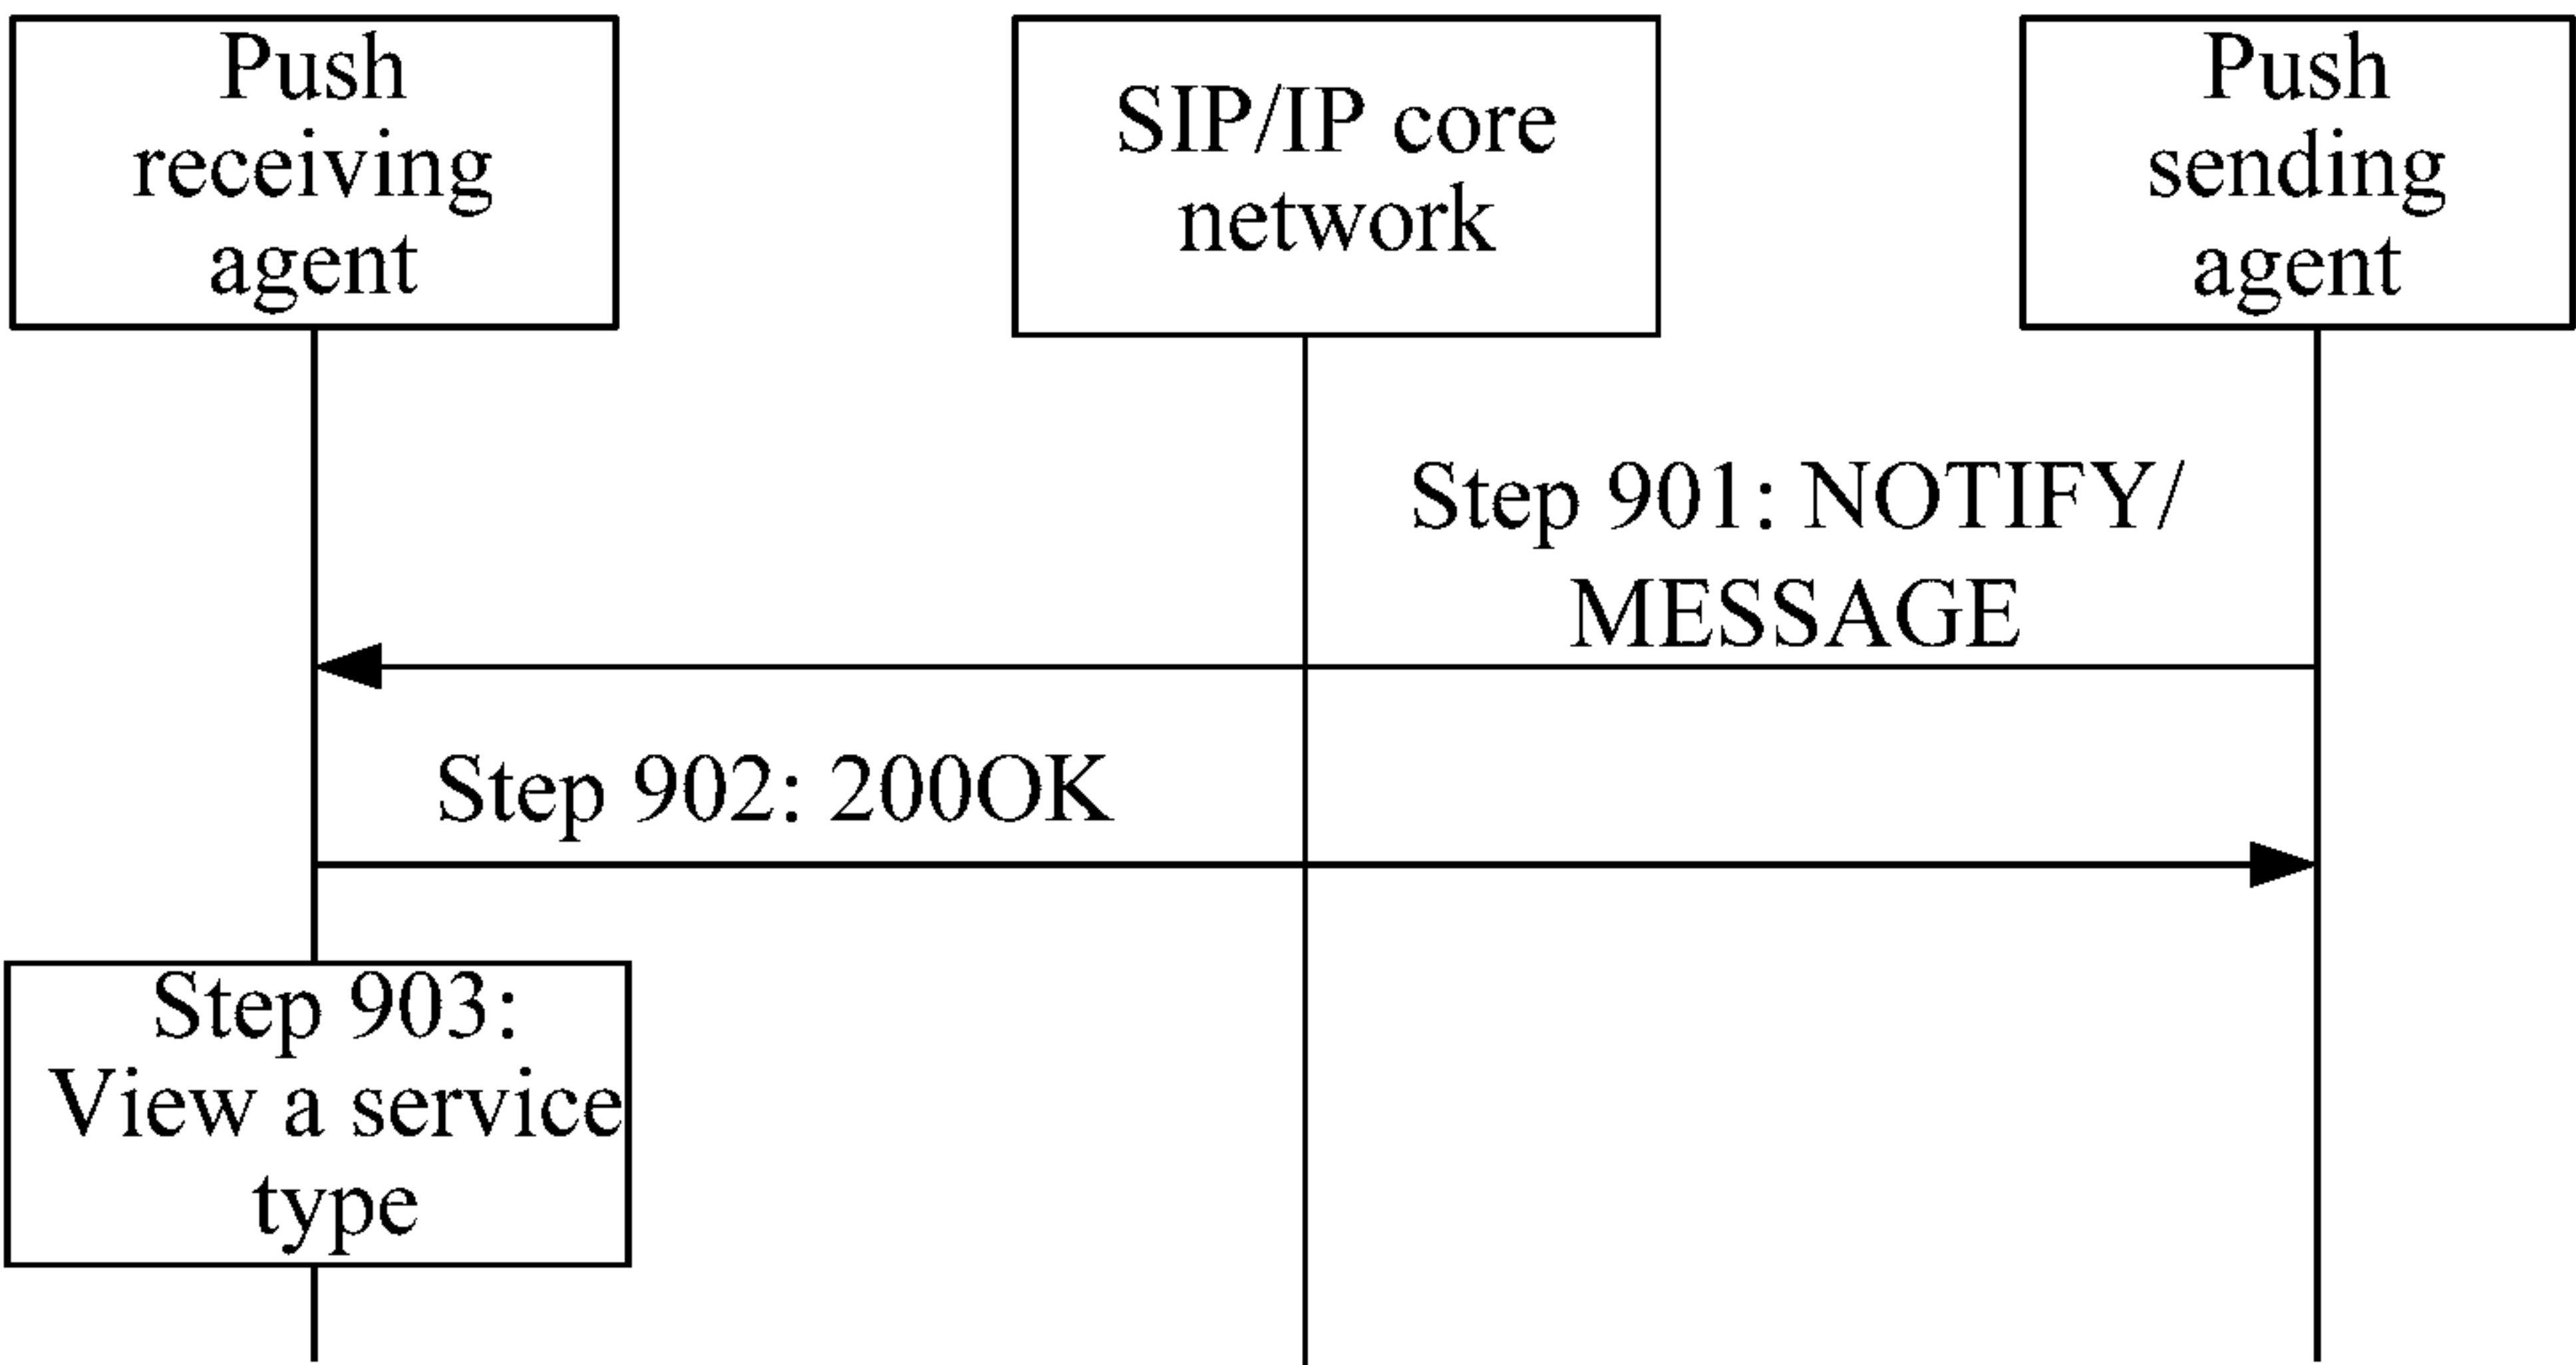 Push
receiving
agent
SIP/IP core
network
Push
sending
agent
Step 901: NOTIFY/
MESSAGE
Step 902: 200OK
Step 903:
View a service
type